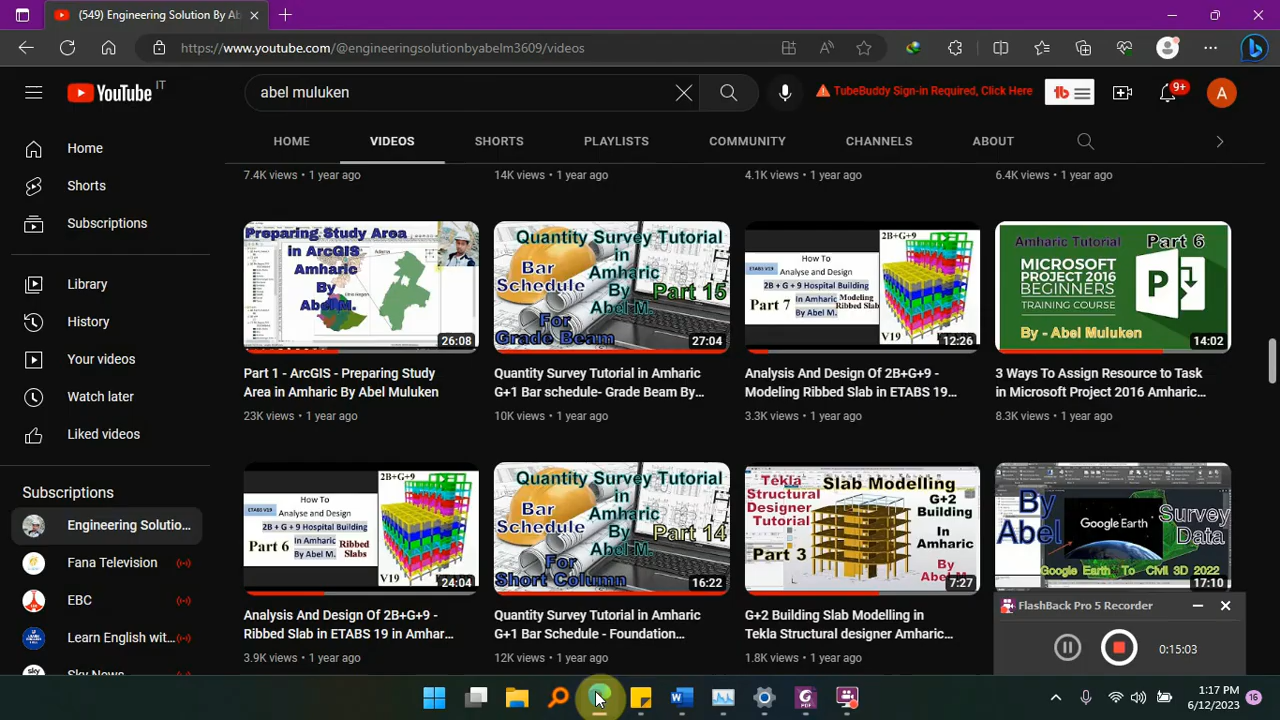 (549) Engineering Solution By Ab
https://www.youtube.com/@engineeringsolutionbyabelm3609/videos
YouTube IT
abel muluken
TubeBuddy Sign-in Required, Click Here
tb
9+
A
HOME
VIDEOS
SHORTS
PLAYLISTS
COMMUNITY
CHANNELS
ABOUT
Home
Shorts
Subscriptions
Library
History
Your videos
Watch later
Liked videos
Subscriptions
Engineering Solutio...
Fana Television
EBC
Learn English wit...
Sky News
7.4K views • 1 year ago
14K views • 1 year ago
4.1K views • 1 year ago
6.4K views • 1 year ago
Preparing Study Area
in ArcGIS
Amharic
By
Abel M.
26:08
Part 1 - ArcGIS - Preparing Study
Area in Amharic By Abel Muluken
23K views • 1 year ago
Quantity Survey Tutorial
in
Amharic
By
Abel M.
Bar
Schedule
Part 15
For
Grade Beam
27:04
Quantity Survey Tutorial in Amharic
G+1 Bar schedule- Grade Beam By...
10K views • 1 year ago
2B+G+9
ETABS V19
How To
Analyse and Design
2B + G + 9 Hospital Building
Part 7
in Amharic
By Abel M.
Modeling
Ribbed Slab
V19
12:26
Analysis And Design Of 2B+G+9 -
Modeling Ribbed Slab in ETABS 19...
3.3K views • 1 year ago
Amharic Tutorial
Part 6
MICROSOFT
PROJECT 2016
BEGINNERS
TRAINING COURSE
P
By - Abel Muluken
14:02
3 Ways To Assign Resource to Task
in Microsoft Project 2016 Amharic...
8.3K views • 1 year ago
2B+G+9
ETABS V19
How To
Analyse and Design
2B + G + 9 Hospital Building
Part 6
in Amharic
By Abel M.
Ribbed
Slabs
V19
24:04
Analysis And Design Of 2B+G+9 -
Ribbed Slab in ETABS 19 in Amhar...
3.9K views • 1 year ago
Quantity Survey Tutorial
in
Amharic
By
Abel M.
Bar
Schedule
Part 14
For
Short Column
16:22
Quantity Survey Tutorial in Amharic
G+1 Bar Schedule - Foundation...
12K views • 1 year ago
Tekla
Structural
Designer
Tutorial
Slab Modelling
G+2
Building
In
Amharic
By
Abel M.
Part 3
7:27
G+2 Building Slab Modelling in
Tekla Structural designer Amharic...
1.8K views • 1 year ago
By
Abel
Google Earth
Survey
Data
Google Earth To CIVIl 3D 2022
17:10
FlashBack Pro 5 Recorder
0:15:03
1:17 PM
6/12/2023
16